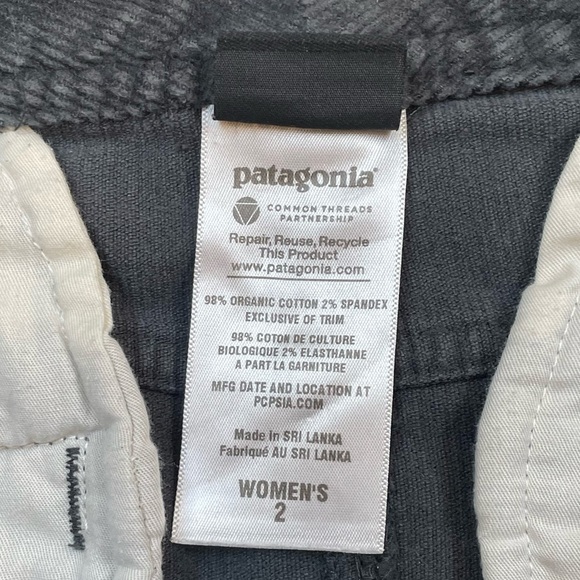 patagonia®
COMMON THREADS
PARTNERSHIP
Repair, Reuse, Recycle
This Product
www.patagonia.com
98% ORGANIC COTTON 2% SPANDEX
EXCLUSIVE OF TRIM
98% COTON DE CULTURE
BIOLOGIQUE 2% ELASTHANNE
A PART LA GARNITURE
MFG DATE AND LOCATION AT
PCPSIA.COM
Made in SRI LANKA
Fabriqué AU SRI LANKA
WOMEN'S
2